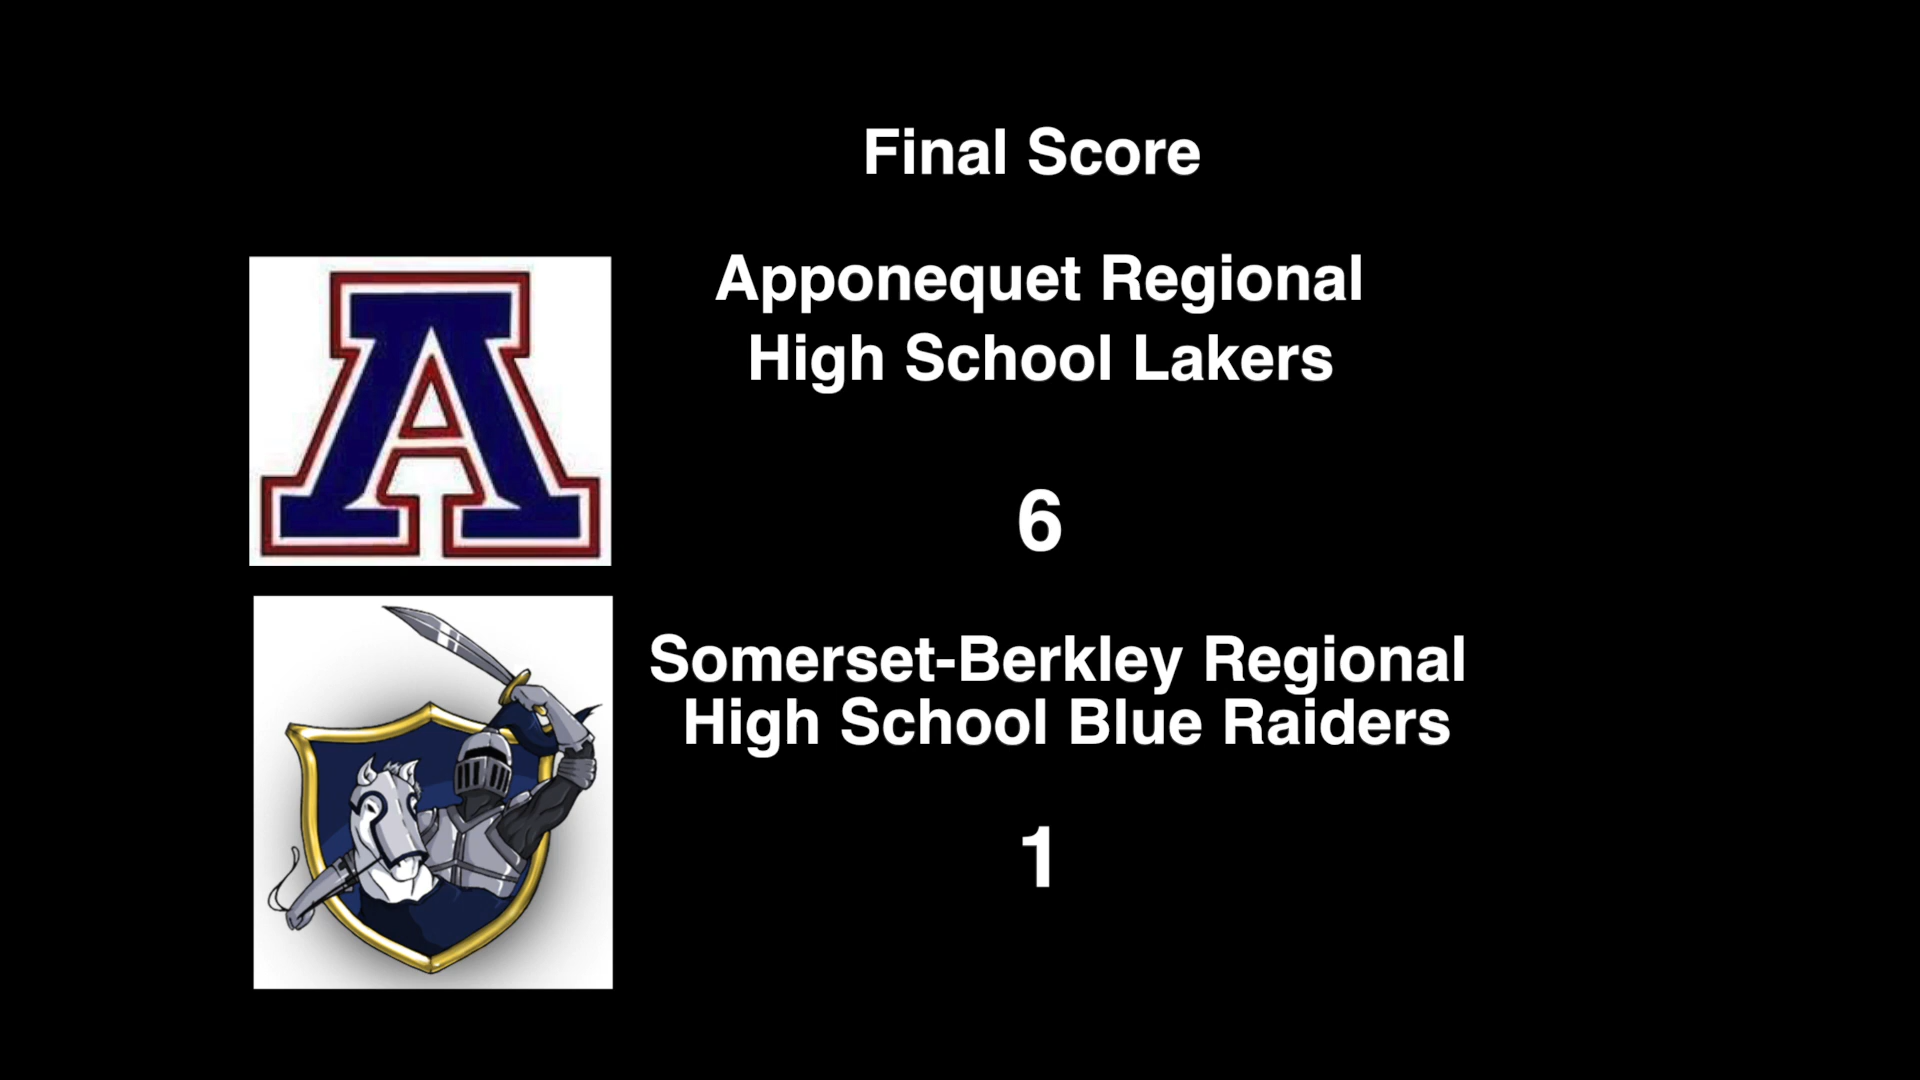 Final Score
A
Apponequet Regional
High School Lakers
6
Somerset-Berkley Regional
High School Blue Raiders
1